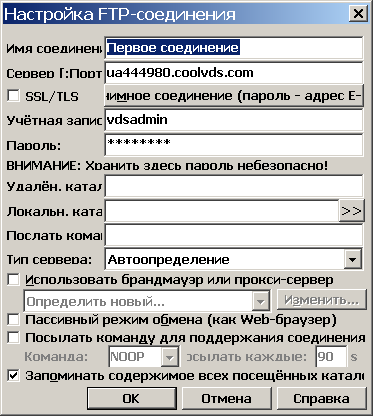 Настройка FTP-соединения
Имя соединени Первое соединение
Сервер [:Порт ua444980.coolvds.com
SSL/TLS имное соединение (пароль - адрес E-
Учётная запис vdsadmin
Пароль: ********
ВНИМАНИЕ: Хранить здесь пароль небезопасно!
Удалён. катал
Локальн. ката >>
Послать коман
Тип сервера: Автоопределение
Использовать брандмауэр или прокси-сервер
Определить новый... Изменить...
Пассивный режим обмена (как Web-браузер)
Посылать команду для поддержания соединения
Команда: NOOP осылать каждые: 90 s
Запоминать содержимое всех посещённых катало
OK Отмена Справка